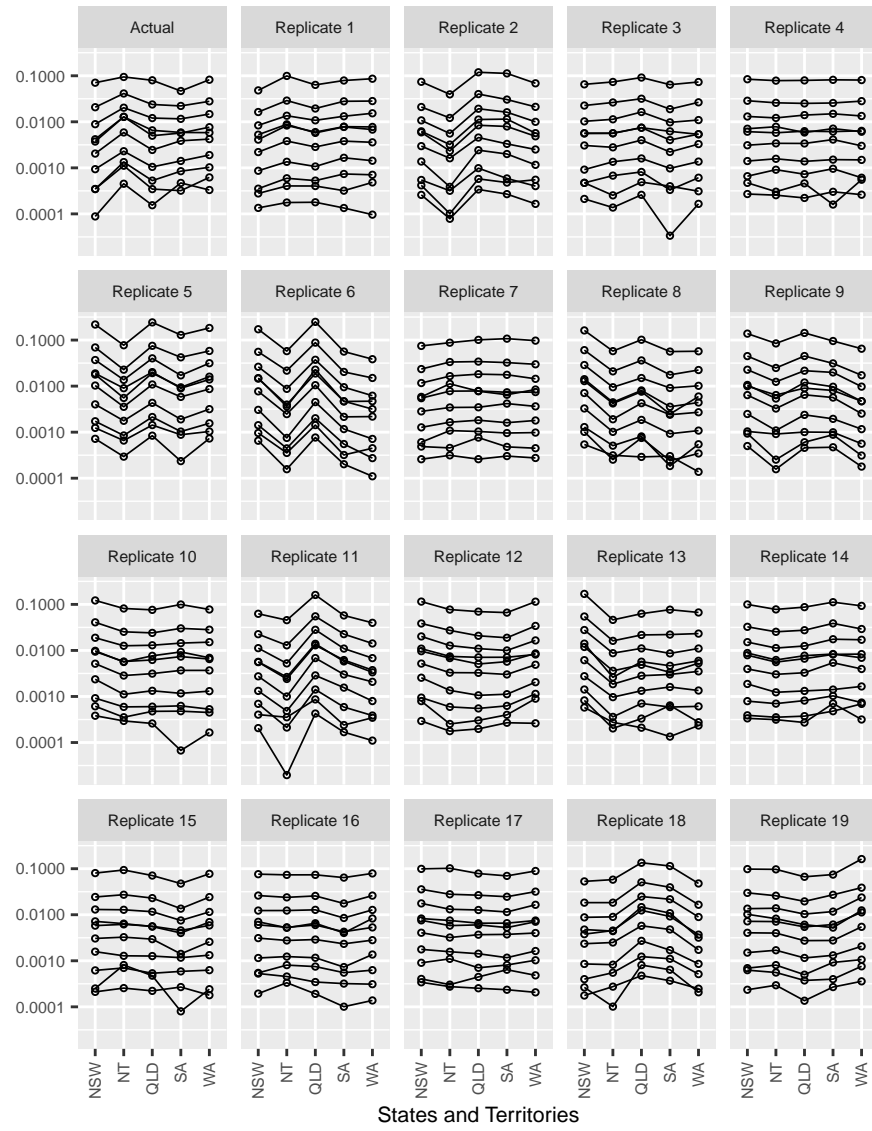 Actual Replicate 1 Replicate 2 Replicate 3 Replicate 4
0.1000
0.0100
0.0010
0.0001
Replicate 5 Replicate 6 Replicate 7 Replicate 8 Replicate 9
0.1000
0.0100
0.0010
0.0001
Replicate 10 Replicate 11 Replicate 12 Replicate 13 Replicate 14
0.1000
0.0100
0.0010
0.0001
Replicate 15 Replicate 16 Replicate 17 Replicate 18 Replicate 19
0.1000
0.0100
0.0010
0.0001
NSW NT QLD SA WA NSW NT QLD SA WA NSW NT QLD SA WA NSW NT QLD SA WA NSW NT QLD SA WA
States and Territories